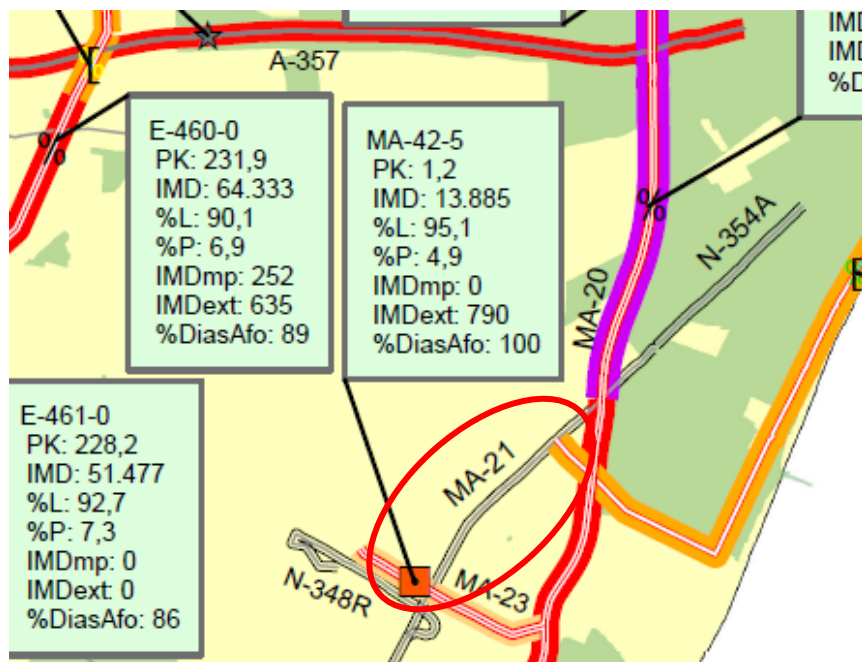 A-357
IMD
IMD
%D
E-460-0
PK: 231,9
IMD: 64.333
%L: 90,1
%P: 6,9
IMDmp: 252
IMDext: 635
%DiasAfo: 89
MA-42-5
PK: 1,2
IMD: 13.885
%L: 95,1
%P: 4,9
IMDmp: 0
IMDext: 790
%DiasAfo: 100
N-354A
MA-20
E-461-0
PK: 228,2
IMD: 51.477
%L: 92,7
%P: 7,3
IMDmp: 0
IMDext: 0
%DiasAfo: 86
MA-21
N-348R
MA-23